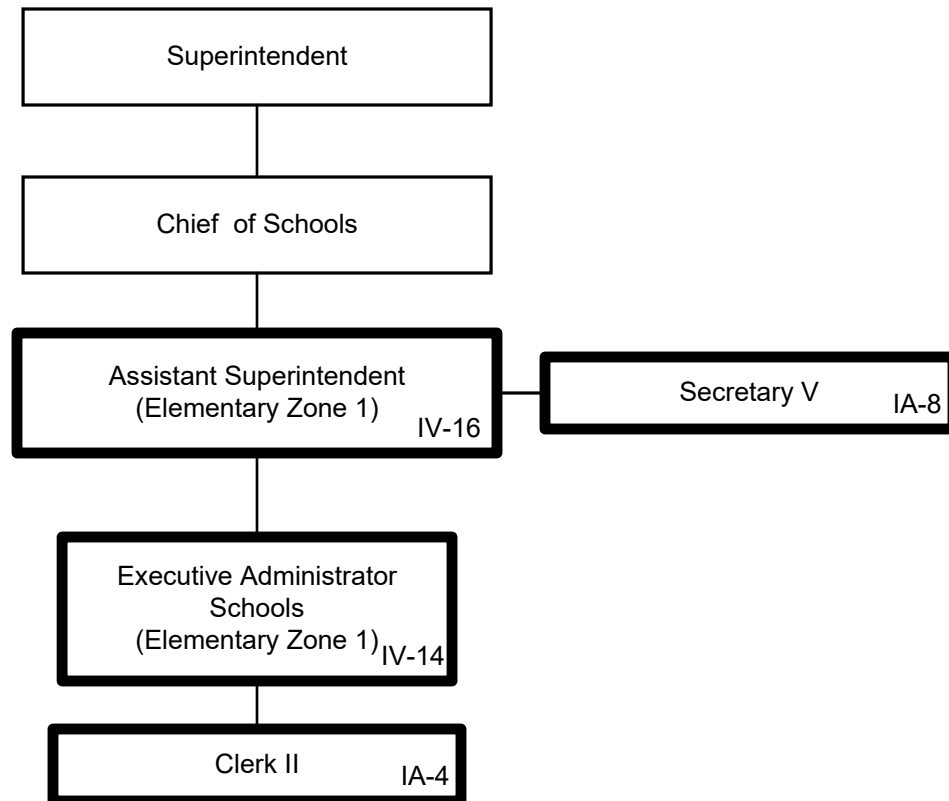 Superintendent
Chief of Schools
Assistant Superintendent
(Elementary Zone 1)
IV-16
Secretary V
IA-8
Executive Administrator
Schools
(Elementary Zone 1)
IV-14
Clerk II
IA-4